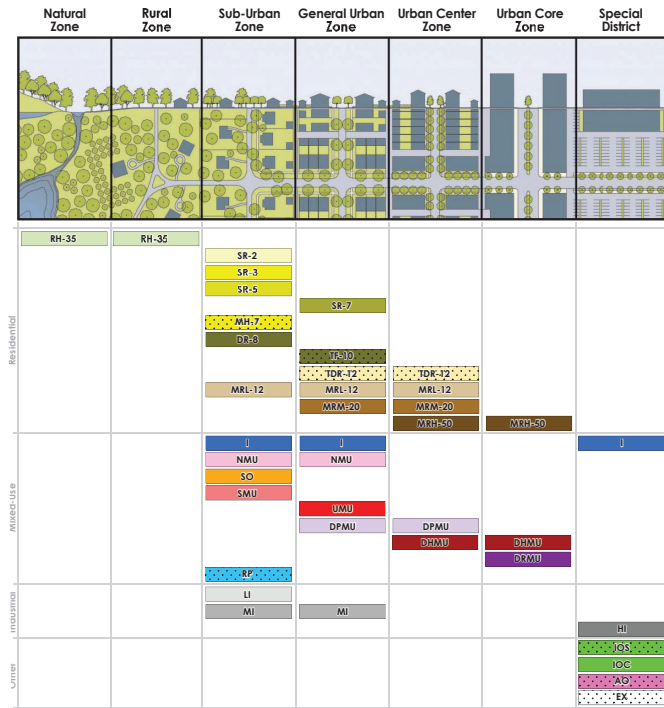 Natural Zone
Rural Zone
Sub-Urban Zone
General Urban Zone
Urban Center Zone
Urban Core Zone
Special District
Residential
RH-35 RH-35
SR-2
SR-3
SR-5
SR-7
MH-7
DR-8
TF-10
TDR-12 TDR-12
MRL-12 MRL-12 MRL-12
MRM-20 MRM-20
MRH-50 MRH-50
Mixed-Use
I I I
NMU NMU
SO
SMU
UMU
DPMU DPMU
DHMU DHMU
DRMU
RP
Industrial
LI
MI MI
HI
Other
IOS
IOC
AO
EX